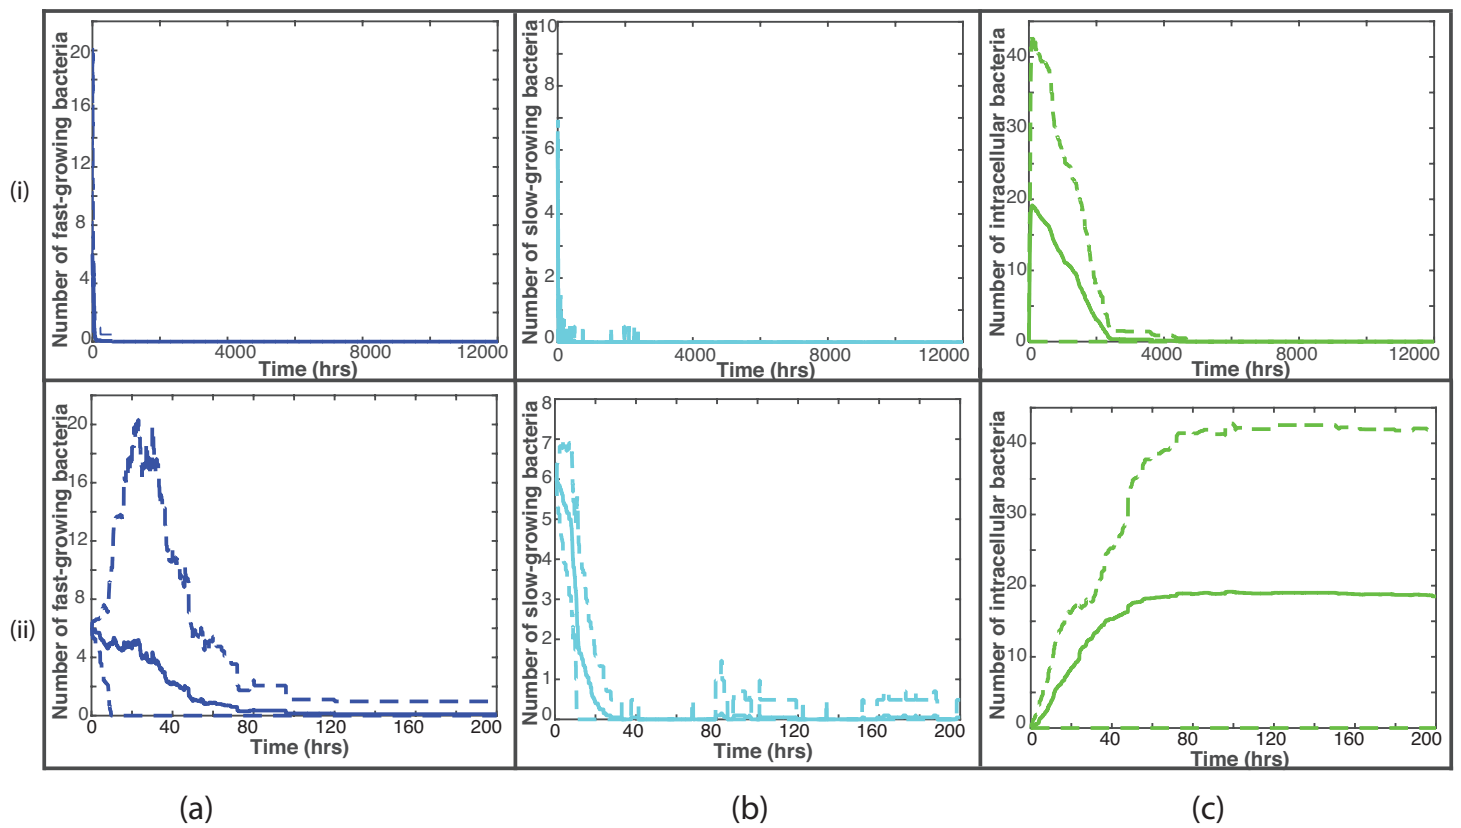 (i)
Number of fast-growing bacteria
20
16
12
8
4
0
0 4000 8000 12000
Time (hrs)
Number of slow-growing bacteria
10
8
6
4
2
0
0 4000 8000 12000
Time (hrs)
Number of intracellular bacteria
40
30
20
10
0
0 4000 8000 12000
Time (hrs)
(ii)
Number of fast-growing bacteria
20
16
12
8
4
0
0 40 80 120 160 200
Time (hrs)
Number of slow-growing bacteria
8
7
6
5
4
3
2
1
0
0 40 80 120 160 200
Time (hrs)
Number of intracellular bacteria
40
30
20
10
0
0 40 80 120 160 200
Time (hrs)
(a) (b) (c)